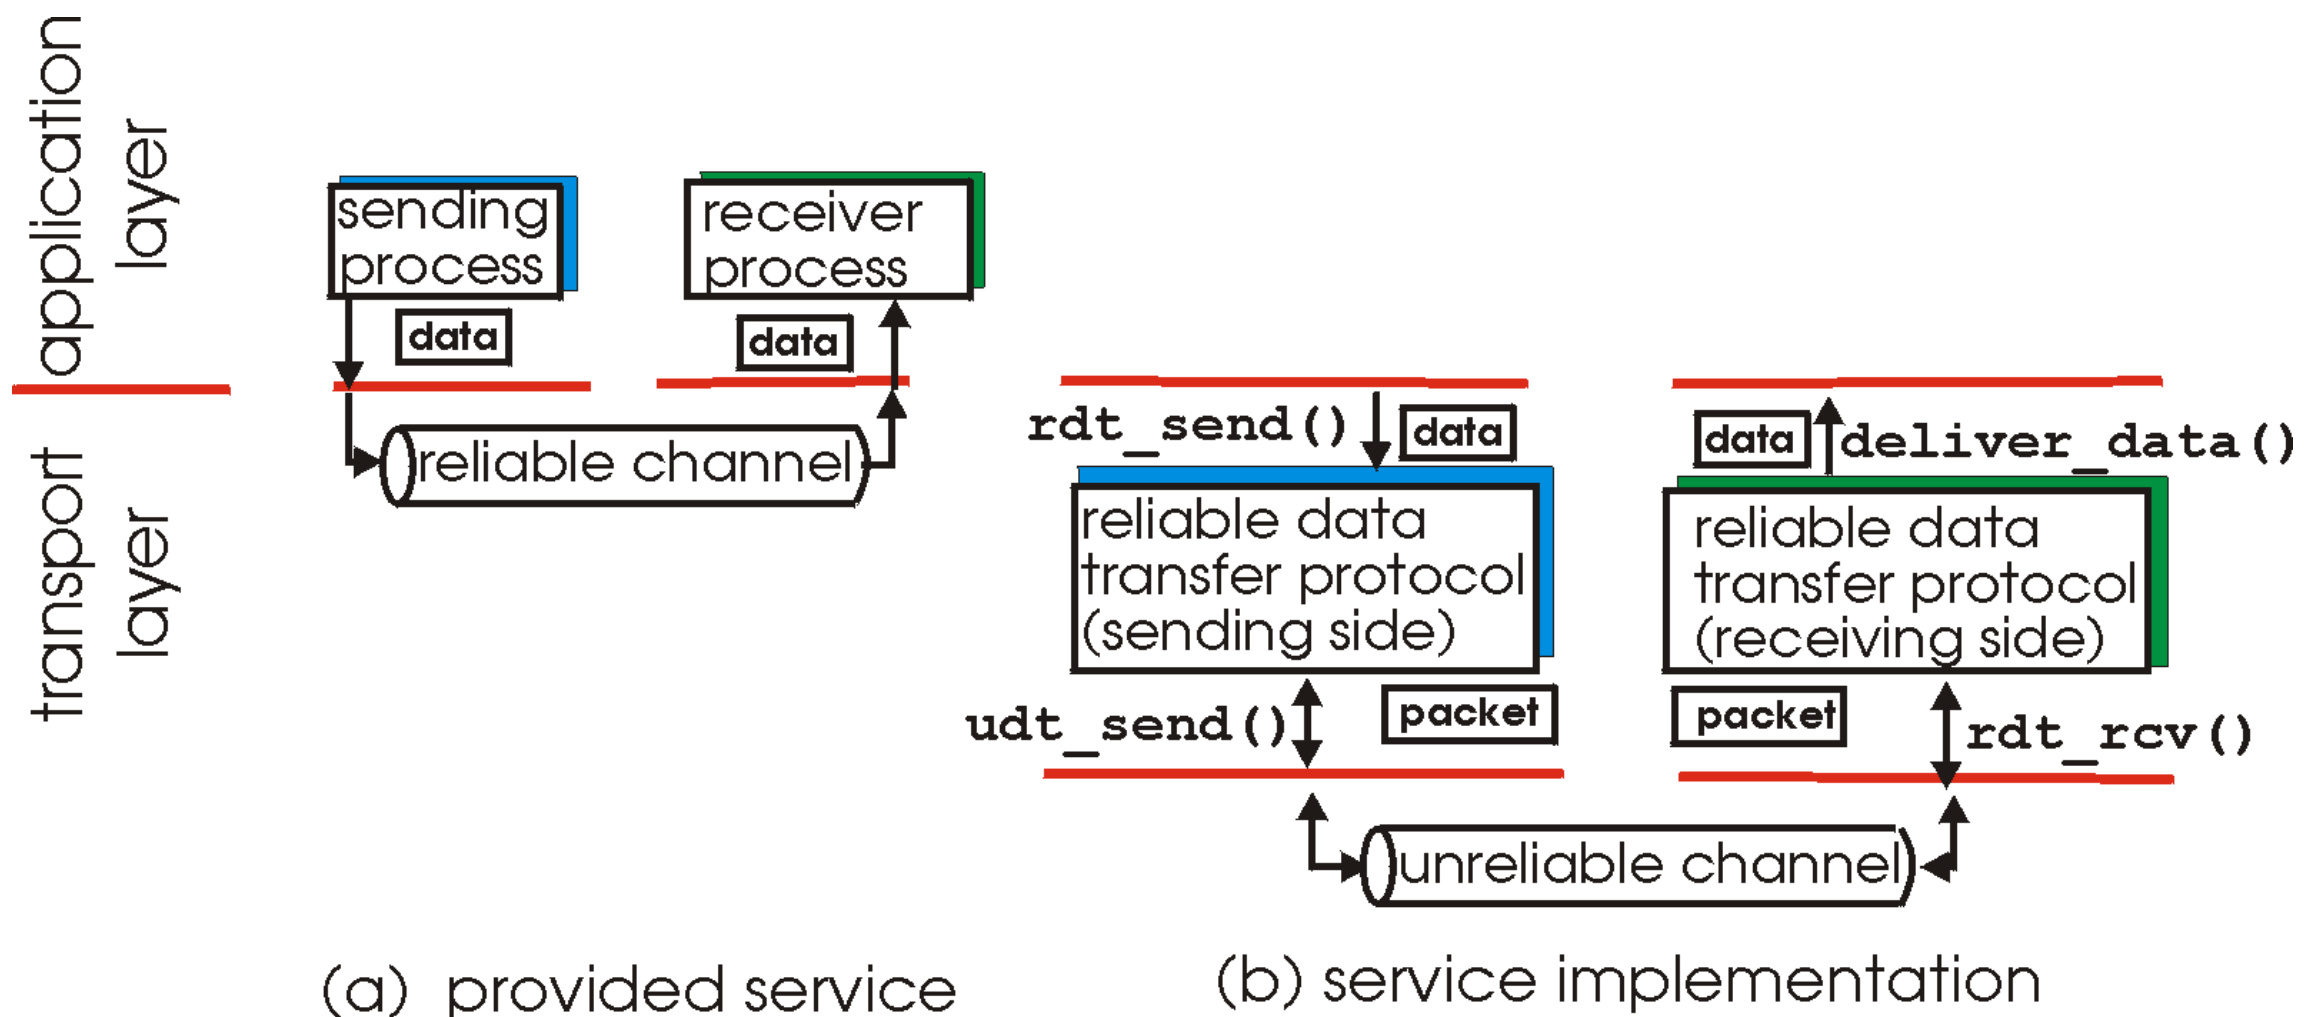 application
layer
transport
layer
sending
process
data
receiver
process
data
reliable channel
(a) provided service
rdt_send()
data
reliable data
transfer protocol
(sending side)
udt_send()
packet
data
deliver_data()
reliable data
transfer protocol
(receiving side)
packet
rdt_rcv()
unreliable channel
(b) service implementation